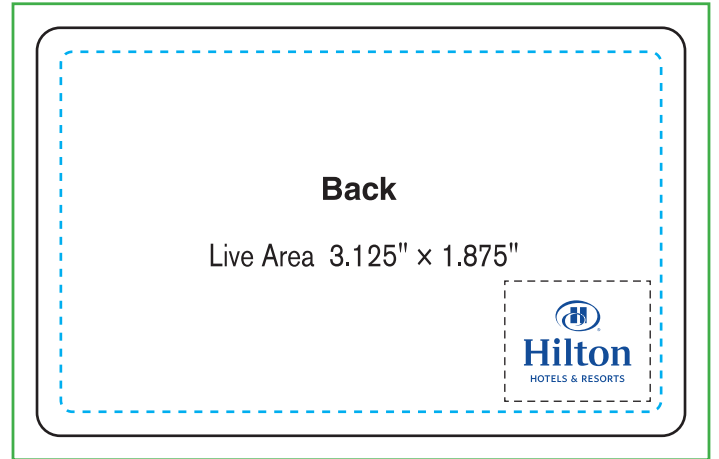 Back
Live Area 3.125" × 1.875"
H
Hilton
HOTELS & RESORTS